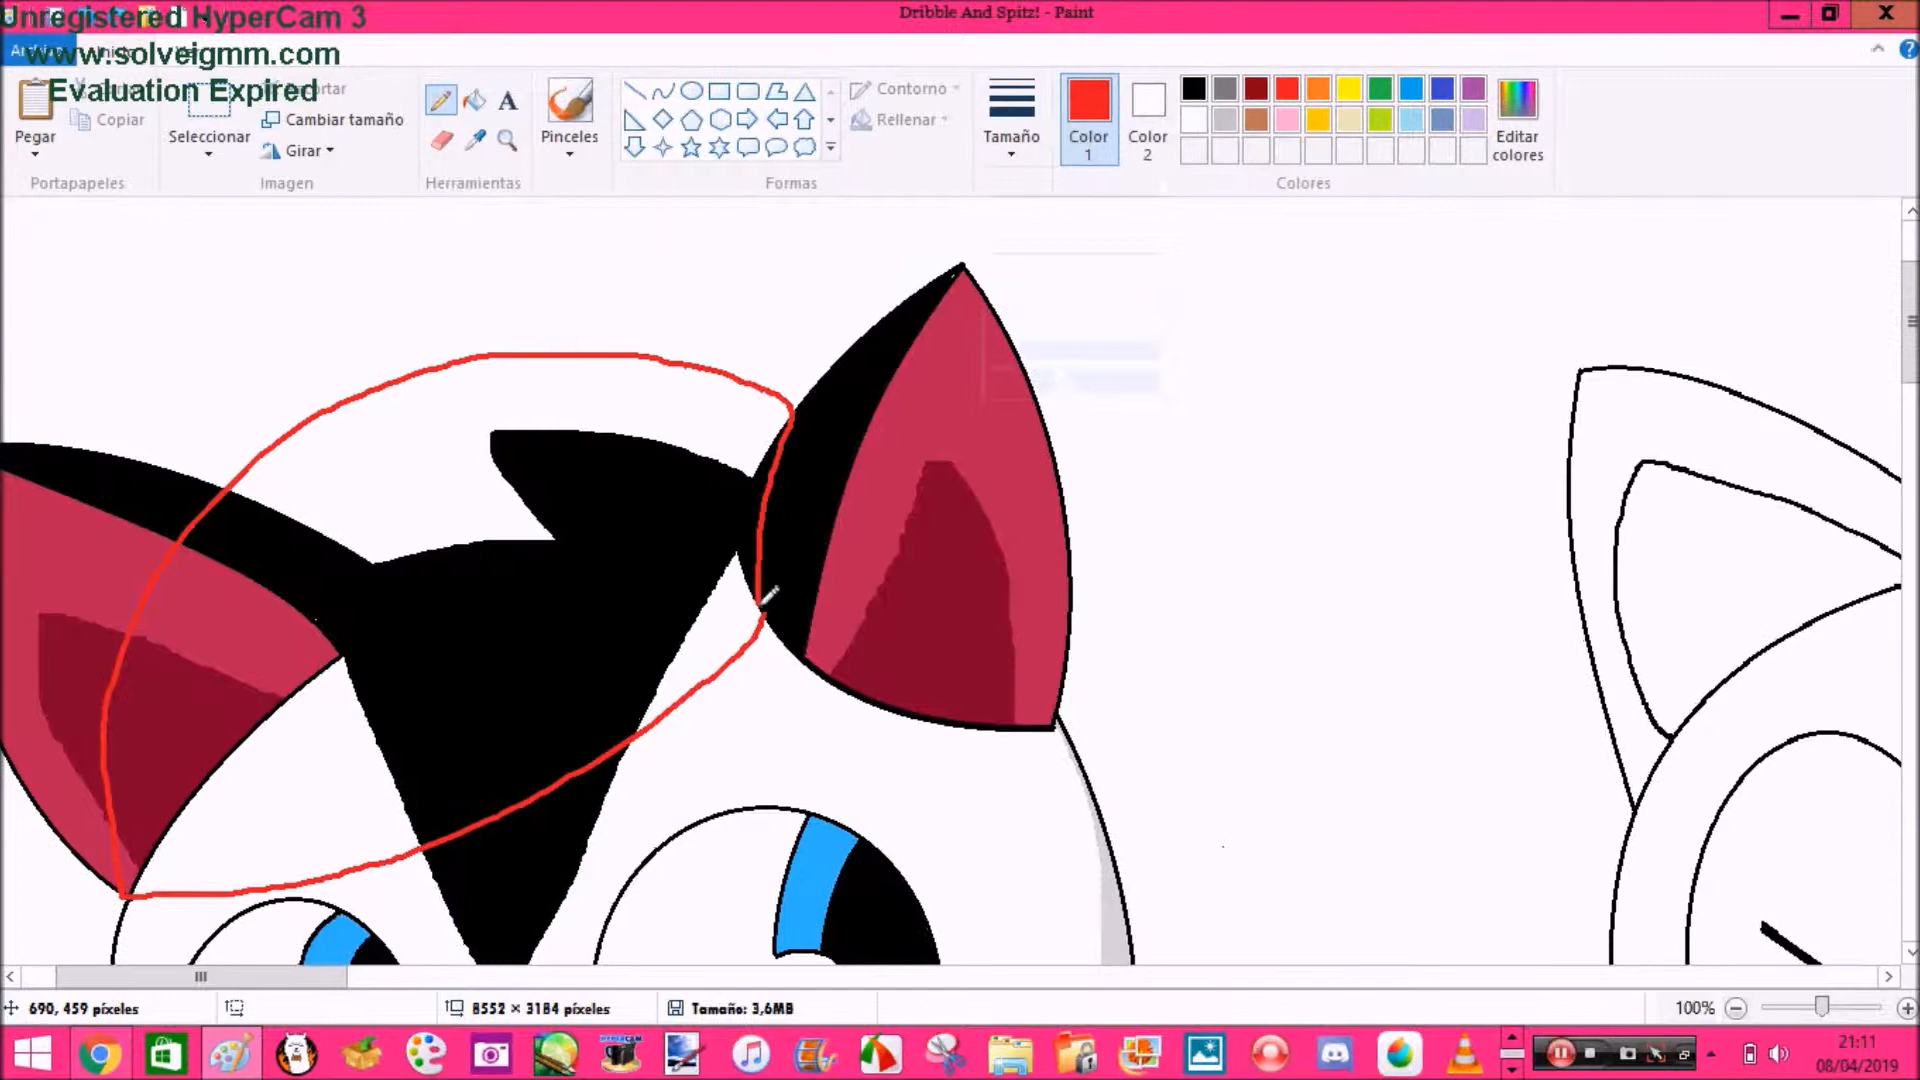 Unregistered HyperCam 3
www.solveigmm.com
Evaluation Expired
Dribble And Spitz! - Paint
Pegar
Copiar
Portapapeles
Seleccionar
Cambiar tamaño
Girar
Imagen
A
Herramientas
Pinceles
Contorno
Rellenar
Formas
Tamaño
Color 1
Color 2
Editar colores
Colores
690, 459 píxeles
8552 × 3184 píxeles
Tamaño: 3,6MB
100%
21:11
08/04/2019